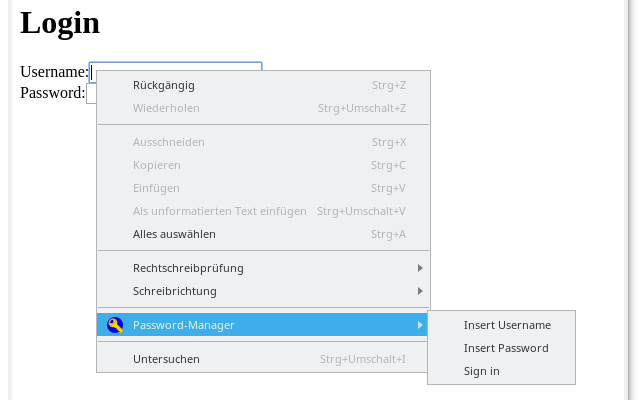 Login
Username:
Password:
Rückgängig Strg+Z
Wiederholen Strg+Umschalt+Z
Ausschneiden Strg+X
Kopieren Strg+C
Einfügen Strg+V
Als unformatierten Text einfügen Strg+Umschalt+V
Alles auswählen Strg+A
Rechtschreibprüfung
Schreibrichtung
Password-Manager
Insert Username
Insert Password
Sign in
Untersuchen Strg+Umschalt+I